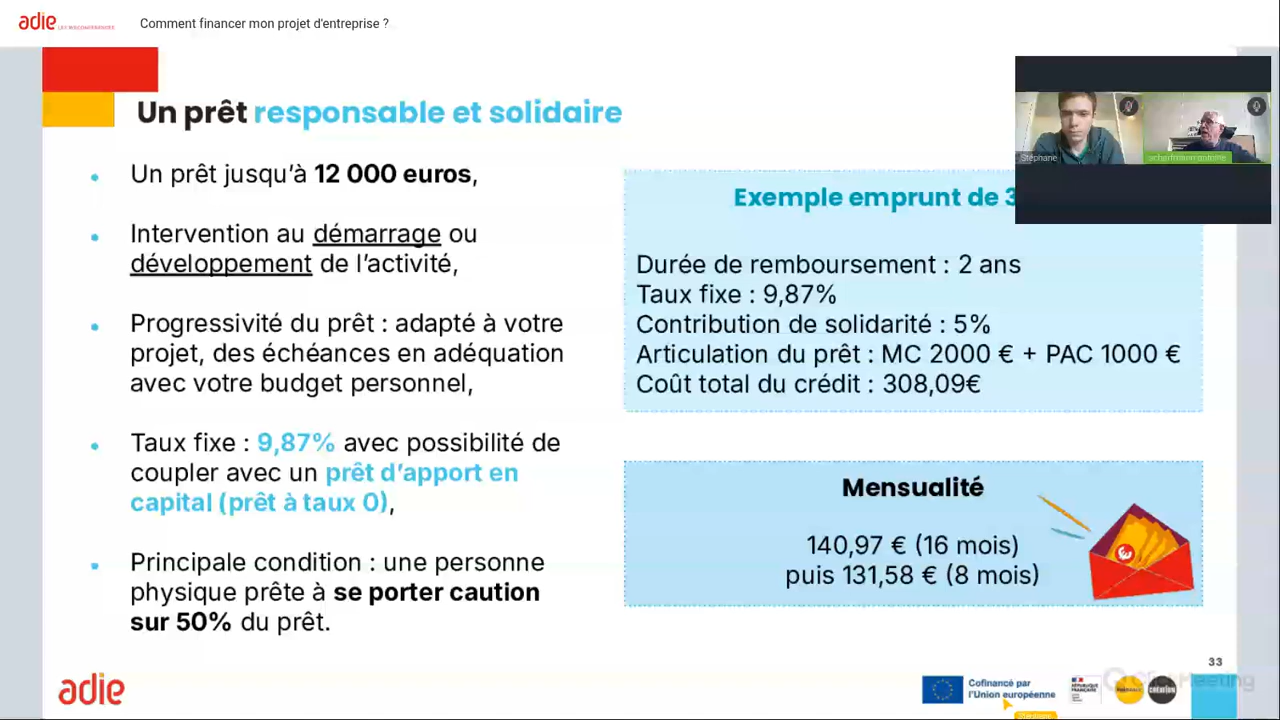 adie
Comment financer mon projet d'entreprise ?
Un prêt responsable et solidaire
Un prêt jusqu'à 12 000 euros,
Intervention au démarrage ou
développement de l'activité,
Progressivité du prêt : adapté à votre
projet, des échéances en adéquation
avec votre budget personnel,
Taux fixe : 9,87% avec possibilité de
coupler avec un prêt d'apport en
capital (prêt à taux 0),
Principale condition : une personne
physique prête à se porter caution
sur 50% du prêt.
Stéphane
Exemple emprunt de 3
Durée de remboursement : 2 ans
Taux fixe : 9,87%
Contribution de solidarité : 5%
Articulation du prêt : MC 2000 € + PAC 1000 €
Coût total du crédit : 308,09€
Mensualité
140,97 € (16 mois)
puis 131,58 € (8 mois)
33
adie
Cofinancé par
l'Union européenne
RÉPUBLIQUE
FRANÇAISE
CRÉATION
Meeting